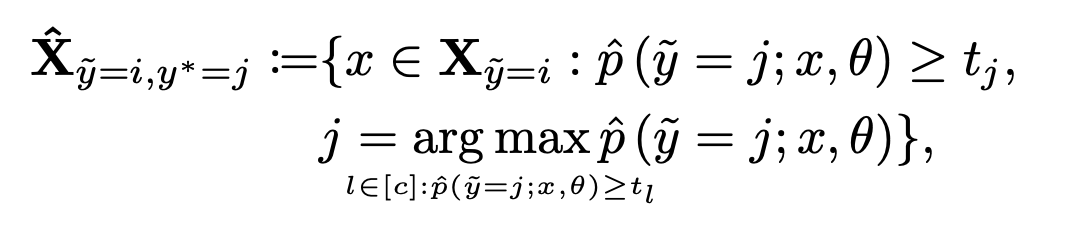 X̂_{ỹ=i,y*=j} := {x ∈ X_{ỹ=i} : p̂ (ỹ = j; x, θ) ≥ t_j,
j = arg max p̂ (ỹ = j; x, θ)},
l∈[c]:p̂(ỹ=j;x,θ)≥t_l